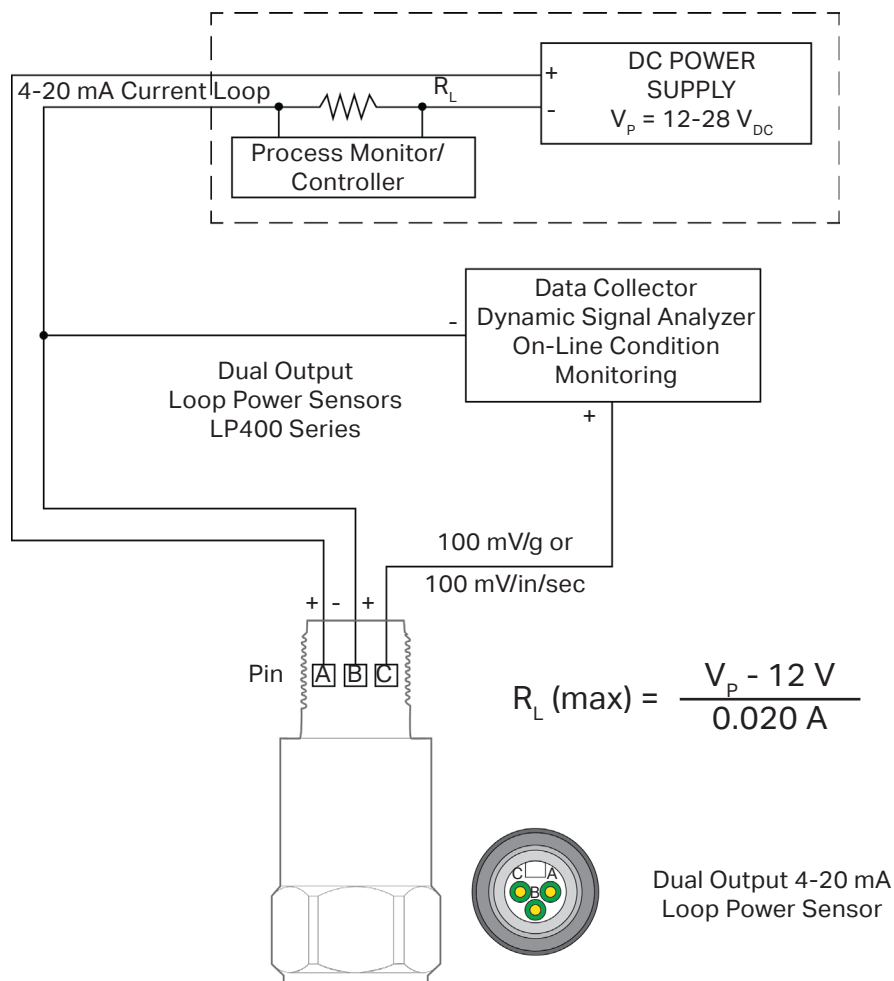 DC POWER
SUPPLY
V_P = 12-28 V_DC
+
-
4-20 mA Current Loop
R_L
Process Monitor/
Controller
Data Collector
Dynamic Signal Analyzer
On-Line Condition
Monitoring
-
+
Dual Output
Loop Power Sensors
LP400 Series
100 mV/g or
100 mV/in/sec
+ - +
Pin A B C
R_L (max) = V_P - 12 V
0.020 A
C A
B
Dual Output 4-20 mA
Loop Power Sensor